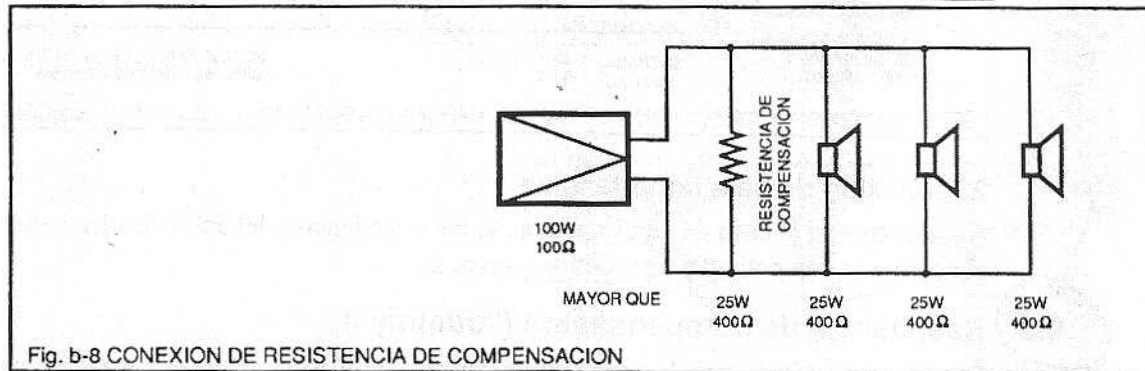 RESISTENCIA DE
COMPENSACION
100W
100Ω
MAYOR QUE
25W 25W 25W 25W
400Ω 400Ω 400Ω 400Ω
Fig. b-8 CONEXION DE RESISTENCIA DE COMPENSACION